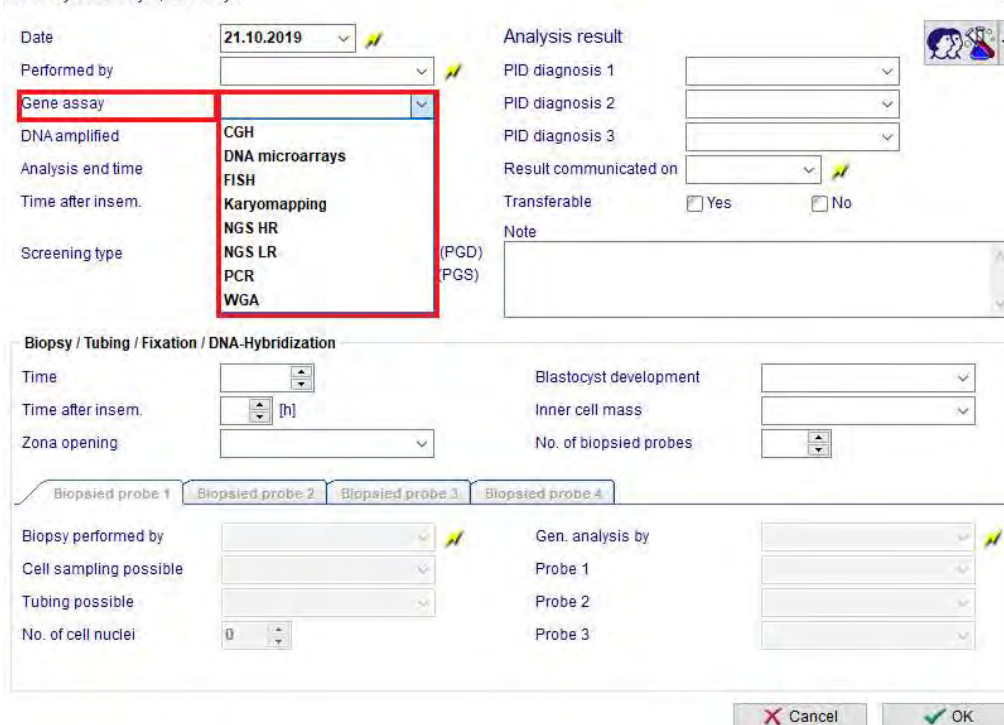 Date 21.10.2019
Performed by
Gene assay
CGH
DNA microarrays
FISH
Karyomapping
NGS HR
NGS LR
PCR
WGA
DNA amplified
Analysis end time
Time after insem.
Screening type (PGD)
(PGS)
Analysis result
PID diagnosis 1
PID diagnosis 2
PID diagnosis 3
Result communicated on
Transferable Yes No
Note
Biopsy / Tubing / Fixation / DNA-Hybridization
Time
Time after insem. [h]
Zona opening
Blastocyst development
Inner cell mass
No. of biopsied probes
Biopsied probe 1 Biopsied probe 2 Biopsied probe 3 Biopsied probe 4
Biopsy performed by
Cell sampling possible
Tubing possible
No. of cell nuclei 0
Gen. analysis by
Probe 1
Probe 2
Probe 3
Cancel OK